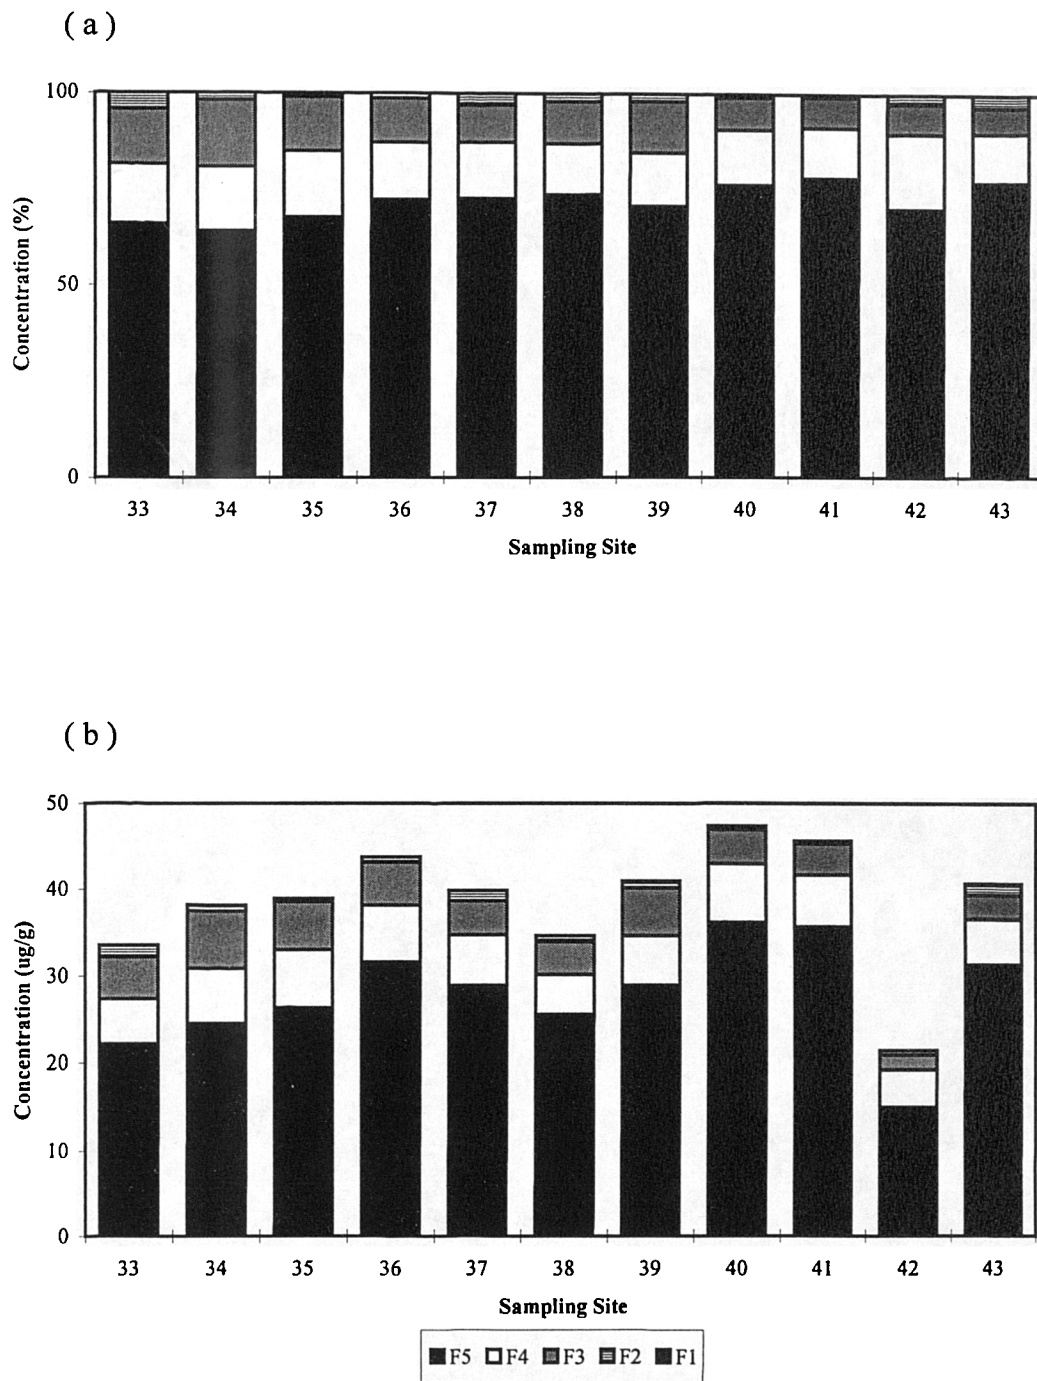 ( a )
Concentration (%)
100
50
0
33 34 35 36 37 38 39 40 41 42 43
Sampling Site
( b )
Concentration (ug/g)
50
40
30
20
10
0
33 34 35 36 37 38 39 40 41 42 43
Sampling Site
F5 F4 F3 F2 F1